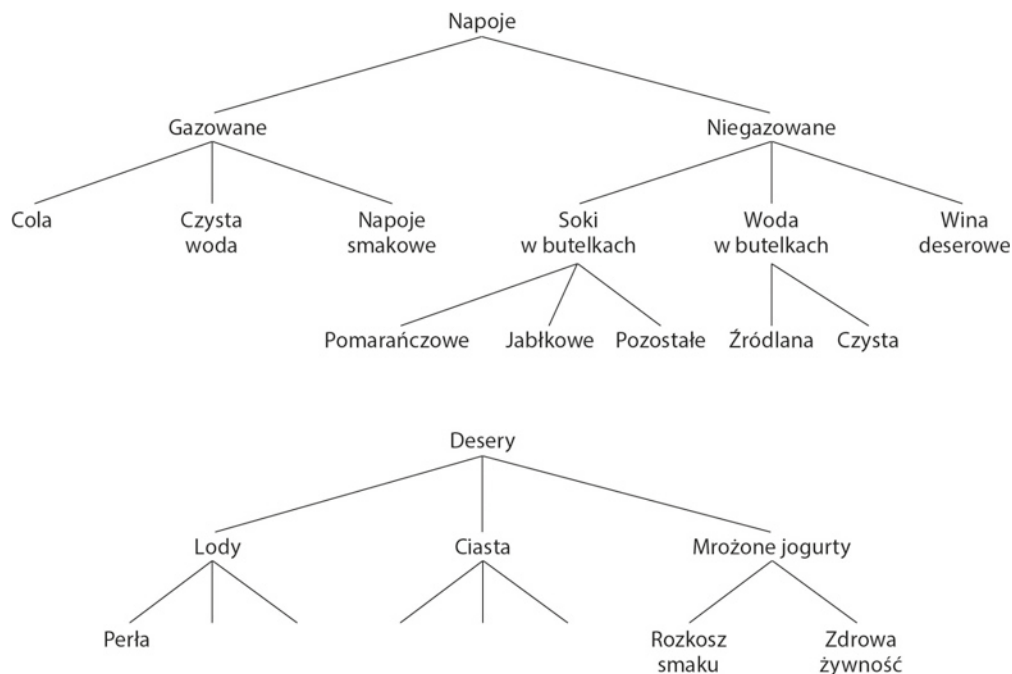 Napoje
Gazowane Niegazowane
Cola Czysta Napoje Soki Woda Wina
woda smakowe w butelkach w butelkach deserowe
Pomarańczowe Jabłkowe Pozostałe Źródlana Czysta
Desery
Lody Ciasta Mrożone jogurty
Perła Rozkosz Zdrowa
smaku żywność